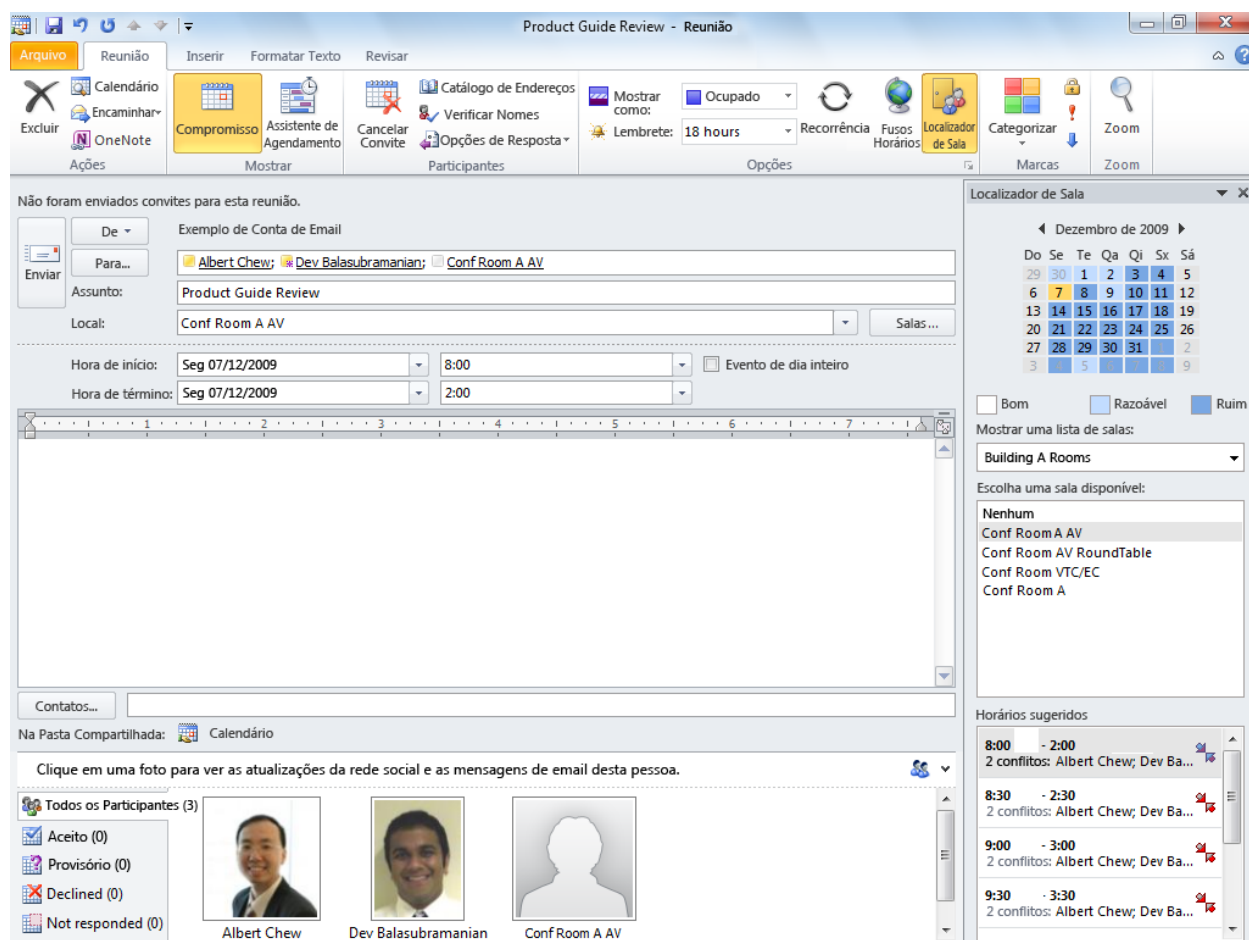 Product Guide Review - Reunião
Arquivo Reunião Inserir Formatar Texto Revisar
Excluir
Calendário
Encaminhar
OneNote
Ações
Compromisso
Assistente de Agendamento
Mostrar
Cancelar Convite
Catálogo de Endereços
Verificar Nomes
Opções de Resposta
Participantes
Mostrar como: Ocupado
Lembrete: 18 hours
Recorrência
Fusos Horários
Localizador de Sala
Opções
Categorizar
Marcas
Zoom
Zoom
Não foram enviados convites para esta reunião.
Enviar
De Exemplo de Conta de Email
Para... Albert Chew; Dev Balasubramanian; Conf Room A AV
Assunto: Product Guide Review
Local: Conf Room A AV Salas...
Hora de início: Seg 07/12/2009 8:00 Evento de dia inteiro
Hora de término: Seg 07/12/2009 2:00
1 2 3 4 5 6 7
Contatos...
Na Pasta Compartilhada: Calendário
Clique em uma foto para ver as atualizações da rede social e as mensagens de email desta pessoa.
Todos os Participantes (3)
Aceito (0)
Provisório (0)
Declined (0)
Not responded (0)
Albert Chew Dev Balasubramanian Conf Room A AV
Localizador de Sala
Dezembro de 2009
Do Se Te Qa Qi Sx Sá
29 30 1 2 3 4 5
6 7 8 9 10 11 12
13 14 15 16 17 18 19
20 21 22 23 24 25 26
27 28 29 30 31 1 2
3 4 5 6 7 8 9
Bom Razoável Ruim
Mostrar uma lista de salas:
Building A Rooms
Escolha uma sala disponível:
Nenhum
Conf Room A AV
Conf Room AV RoundTable
Conf Room VTC/EC
Conf Room A
Horários sugeridos
8:00 - 2:00
2 conflitos: Albert Chew; Dev Ba...
8:30 - 2:30
2 conflitos: Albert Chew; Dev Ba...
9:00 - 3:00
2 conflitos: Albert Chew; Dev Ba...
9:30 - 3:30
2 conflitos: Albert Chew; Dev Ba...